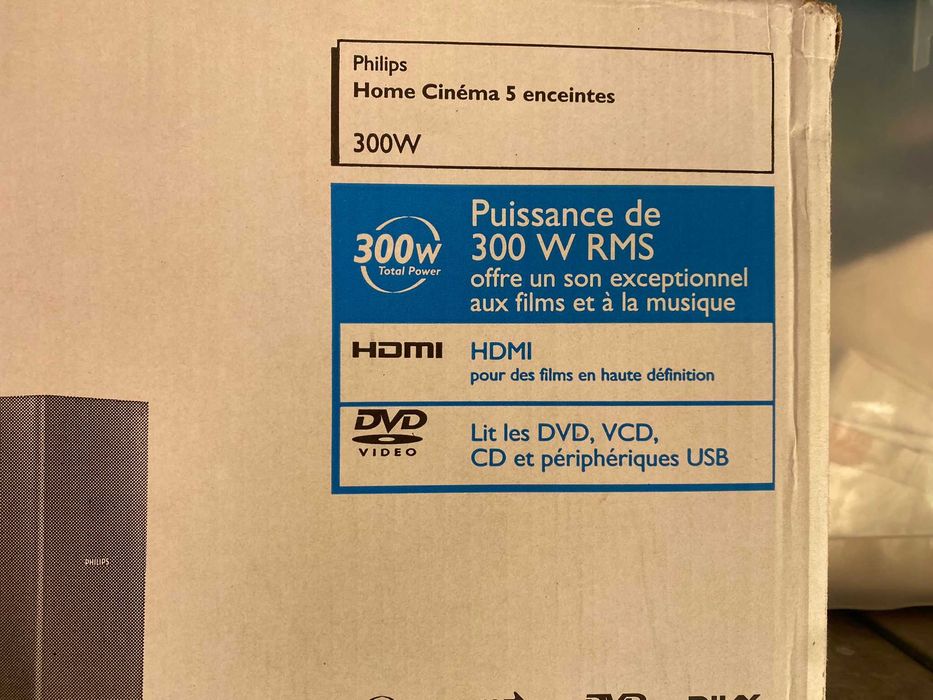 Philips
Home Cinéma 5 enceintes
300W
300W
Total Power
Puissance de
300 W RMS
offre un son exceptionnel
aux films et à la musique
HDMI
HDMI
pour des films en haute définition
DVD
VIDEO
Lit les DVD, VCD,
CD et périphériques USB
PHILIPS